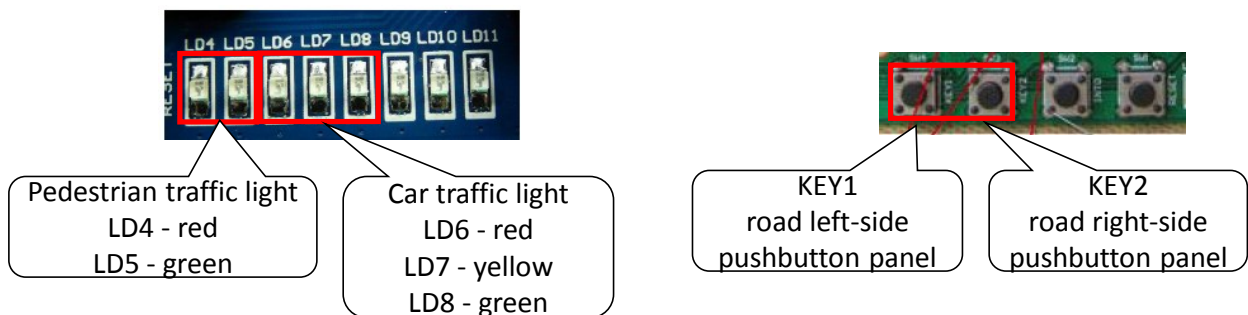 LD4 LD5 LD6 LD7 LD8 LD9 LD10 LD11
RESET
Pedestrian traffic light
LD4 - red
LD5 - green
Car traffic light
LD6 - red
LD7 - yellow
LD8 - green
SW2
KEY1
road left-side
pushbutton panel
KEY2
road right-side
pushbutton panel